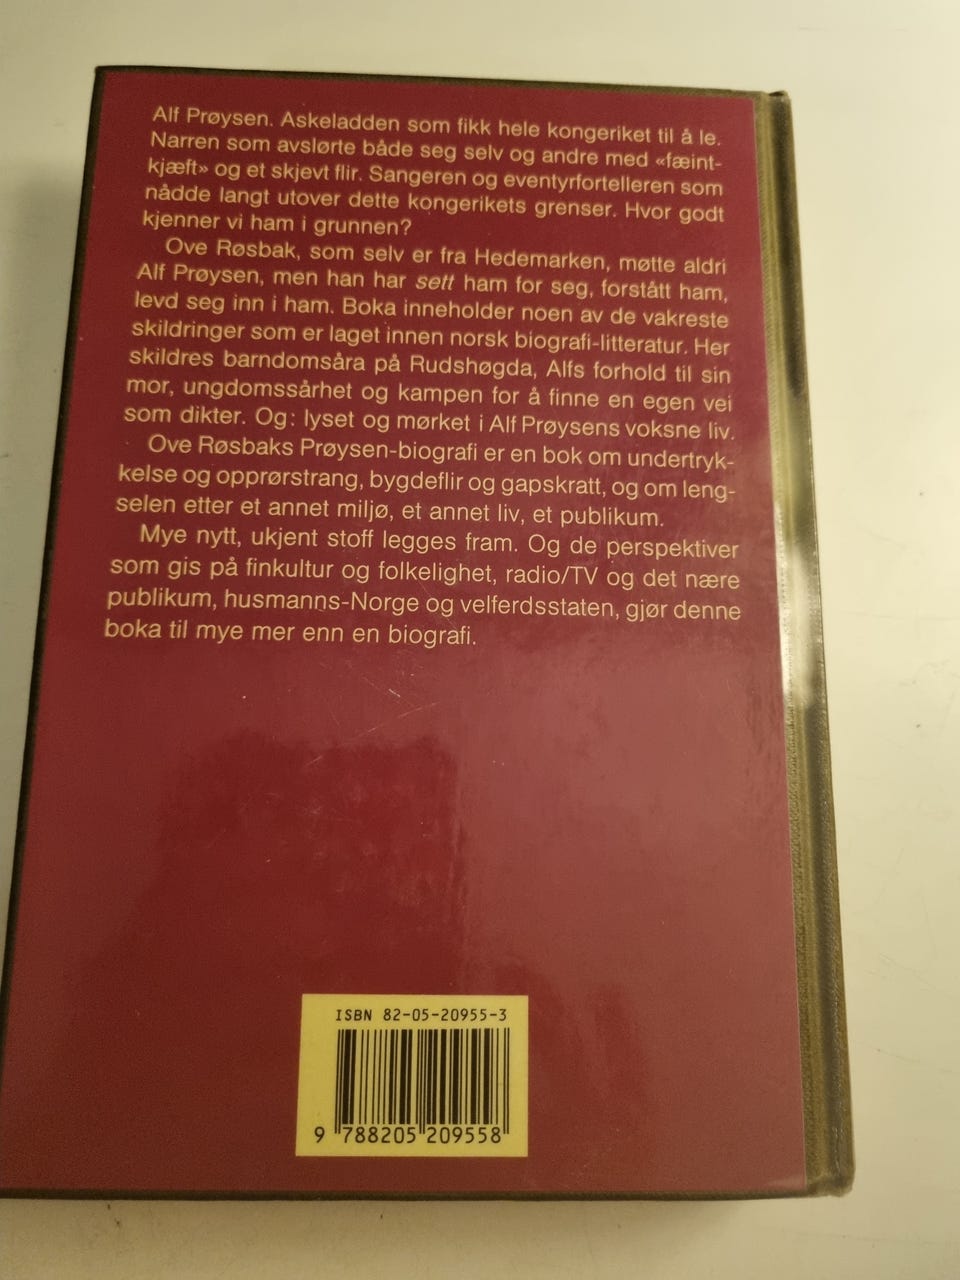 Alf Prøysen. Askeladden som fikk hele kongeriket til å le.
Narren som avslørte både seg selv og andre med «fæint-
kjæft» og et skjevt flir. Sangeren og eventyrfortelleren som
nådde langt utover dette kongerikets grenser. Hvor godt
kjenner vi ham i grunnen?
Ove Røsbak, som selv er fra Hedemarken, møtte aldri
Alf Prøysen, men han har sett ham for seg, forstått ham,
levd seg inn i ham. Boka inneholder noen av de vakreste
skildringer som er laget innen norsk biografi-litteratur. Her
skildres barndomsåra på Rudshøgda, Alfs forhold til sin
mor, ungdomssårhet og kampen for å finne en egen vei
som dikter. Og: lyset og mørket i Alf Prøysens voksne liv.
Ove Røsbaks Prøysen-biografi er en bok om undertryk-
kelse og opprørstrang, bygdeflir og gapskratt, og om leng-
selen etter et annet miljø, et annet liv, et publikum.
Mye nytt, ukjent stoff legges fram. Og de perspektiver
som gis på finkultur og folkelighet, radio/TV og det nære
publikum, husmanns-Norge og velferdsstaten, gjør denne
boka til mye mer enn en biografi.
ISBN 82-05-20955-3
9 788205 209558